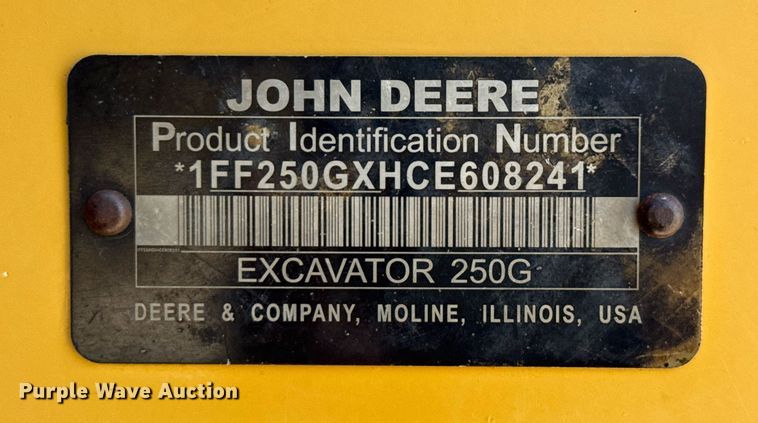 JOHN DEERE
Product Identification Number
*1FF250GXHCE608241*
EXCAVATOR 250G
DEERE & COMPANY, MOLINE, ILLINOIS, USA
Purple Wave Auction